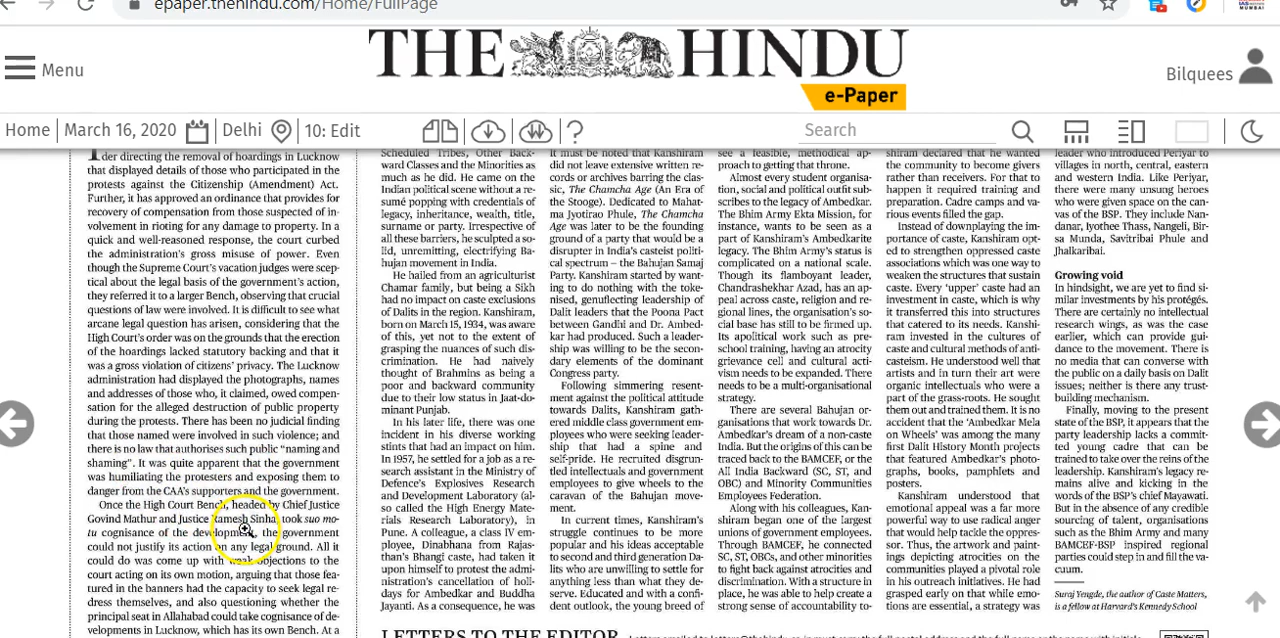 epaper.thehindu.com/Home/FullPage
Menu
THE HINDU
e-Paper
Bilquees
Home
March 16, 2020
Delhi
10: Edit
?
Search
der directing the removal of hoardings in Lucknow
that displayed details of those who participated in the
protests against the Citizenship (Amendment) Act.
Further, it has approved an ordinance that provides for
recovery of compensation from those suspected of in-
volvement in rioting for any damage to property. In a
quick and well-reasoned response, the court curbed
the administration's gross misuse of power. Even
though the Supreme Court's vacation judges were scep-
tical about the legal basis of the government's action,
they referred it to a larger Bench, observing that crucial
questions of law were involved. It is difficult to see what
arcane legal question has arisen, considering that the
High Court's order was on the grounds that the erection
of the hoardings lacked statutory backing and that it
was a gross violation of citizens' privacy. The Lucknow
administration had displayed the photographs, names
and addresses of those who, it claimed, owed compen-
sation for the alleged destruction of public property
during the protests. There has been no judicial finding
that those named were involved in such violence; and
there is no law that authorises such public "naming and
shaming". It was quite apparent that the government
was humiliating the protesters and exposing them to
danger from the CAA's supporters and the government.
Once the High Court Bench, headed by Chief Justice
Govind Mathur and Justice Ramesh Sinha took suo mo-
tu cognisance of the development, the government
could not justify its action on any legal ground. All it
could do was come up with weak objections to the
court acting on its own motion, arguing that those fea-
tured in the banners had the capacity to seek legal re-
dress themselves, and also questioning whether the
principal seat in Allahabad could take cognisance of de-
velopments in Lucknow, which has its own Bench. At a
Scheduled Tribes, Other Back-
ward Classes and the Minorities as
much as he did. He came on the
Indian political scene without a re-
sumé popping with credentials of
legacy, inheritance, wealth, title,
surname or party. Irrespective of
all these barriers, he sculpted a so-
lid, unremitting, electrifying Ba-
hujan movement in India.
He hailed from an agriculturist
Chamar family, but being a Sikh
had no impact on caste exclusions
of Dalits in the region. Kanshiram,
born on March 15, 1934, was aware
of this, yet not to the extent of
grasping the nuances of such dis-
crimination. He had naively
thought of Brahmins as being a
poor and backward community
due to their low status in Jaat-do-
minant Punjab.
In his later life, there was one
incident in his diverse working
stints that had an impact on him.
In 1957, he settled for a job as a re-
search assistant in the Ministry of
Defence's Explosives Research
and Development Laboratory (al-
so called the High Energy Mate-
rials Research Laboratory), in
Pune. A colleague, a class IV em-
ployee, Dinabhana from Rajas-
than's Bhangi caste, had taken it
upon himself to protest the admi-
nistration's cancellation of holi-
days for Ambedkar and Buddha
Jayanti. As a consequence, he was
It must be noted that Kanshiram
did not leave extensive written re-
cords or archives barring the clas-
sic, The Chamcha Age (An Era of
the Stooge). Dedicated to Mahat-
ma Jyotirao Phule, The Chamcha
Age was later to be the founding
ground of a party that would be a
disrupter in India's casteist politi-
cal spectrum – the Bahujan Samaj
Party. Kanshiram started by want-
ing to do nothing with the toke-
nised, genuflecting leadership of
Dalit leaders that the Poona Pact
between Gandhi and Dr. Ambed-
kar had produced. Such a leader-
ship was willing to be the secon-
dary elements of the dominant
Congress party.
Following simmering resent-
ment against the political attitude
towards Dalits, Kanshiram gath-
ered middle class government em-
ployees who were seeking leader-
ship that had a spine and
self-pride. He recruited disgrun-
tled intellectuals and government
employees to give wheels to the
caravan of the Bahujan move-
ment.
In current times, Kanshiram's
struggle continues to be more
popular and his ideas acceptable
to second and third generation Da-
lits who are unwilling to settle for
anything less than what they de-
serve. Educated and with a confi-
dent outlook, the young breed of
see a feasible, methodical ap-
proach to getting that throne.
Almost every student organisa-
tion, social and political outfit sub-
scribes to the legacy of Ambedkar.
The Bhim Army Ekta Mission, for
instance, wants to be seen as a
part of Kanshiram's Ambedkarite
legacy. The Bhim Army's status is
complicated on a national scale.
Though its flamboyant leader,
Chandrashekhar Azad, has an ap-
peal across caste, religion and re-
gional lines, the organisation's so-
cial base has still to be firmed up.
Its apolitical work such as pre-
school training, having an atrocity
grievance cell and cultural acti-
vism needs to be expanded. There
needs to be a multi-organisational
strategy.
There are several Bahujan or-
ganisations that work towards Dr.
Ambedkar's dream of a non-caste
India. But the origins of this can be
traced back to the BAMCEF, or the
All India Backward (SC, ST, and
OBC) and Minority Communities
Employees Federation.
Along with his colleagues, Kan-
shiram began one of the largest
unions of government employees.
Through BAMCEF, he connected
SC, ST, OBCs, and other minorities
to fight back against atrocities and
discrimination. With a structure in
place, he was able to help create a
strong sense of accountability to-
shiram declared that he wanted
the community to become givers
rather than receivers. For that to
happen it required training and
preparation. Cadre camps and va-
rious events filled the gap.
Instead of downplaying the im-
portance of caste, Kanshiram opt-
ed to strengthen oppressed caste
associations which was one way to
weaken the structures that sustain
caste. Every 'upper' caste had an
investment in caste, which is why
it transferred this into structures
that catered to its needs. Kanshi-
ram invested in the cultures of
caste and cultural methods of anti-
casteism. He understood well that
artists and in turn their art were
organic intellectuals who were a
part of the grass-roots. He sought
them out and trained them. It is no
accident that the 'Ambedkar Mela
on Wheels' was among the many
first Dalit History Month projects
that featured Ambedkar's photo-
graphs, books, pamphlets and
posters.
Kanshiram understood that
emotional appeal was a far more
powerful way to use radical anger
that would help tackle the oppres-
sor. Thus, the artwork and paint-
ings depicting atrocities on the
communities played a pivotal role
in his outreach initiatives. He had
grasped early on that while emo-
tions are essential, a strategy was
leader who introduced Periyar to
villages in north, central, eastern
and western India. Like Periyar,
there were many unsung heroes
who were given space on the can-
vas of the BSP. They include Nan-
danar, Iyothee Thass, Nangeli, Bir-
sa Munda, Savitribai Phule and
Jhalkaribai.
Growing void
In hindsight, we are yet to find si-
milar investments by his protégés.
There are certainly no intellectual
research wings, as was the case
earlier, which can provide gui-
dance to the movement. There is
no media that can converse with
the public on a daily basis on Dalit
issues; neither is there any trust-
building mechanism.
Finally, moving to the present
state of the BSP, it appears that the
party leadership lacks a commit-
ted young cadre that can be
trained to take over the reins of the
leadership. Kanshiram's legacy re-
mains alive and kicking in the
words of the BSP's chief Mayawati.
But in the absence of any credible
sourcing of talent, organisations
such as the Bhim Army and many
BAMCEF-BSP inspired regional
parties could step in and fill the va-
cuum.
Suraj Yengde, the author of Caste Matters,
is a fellow at Harvard's Kennedy School
LETTERS TO THE EDITOR